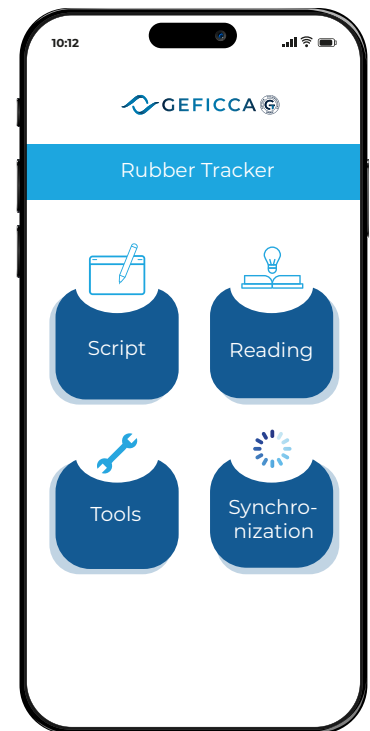 10:12
GEFICCA
Rubber Tracker
Script
Reading
Tools
Synchro-
nization